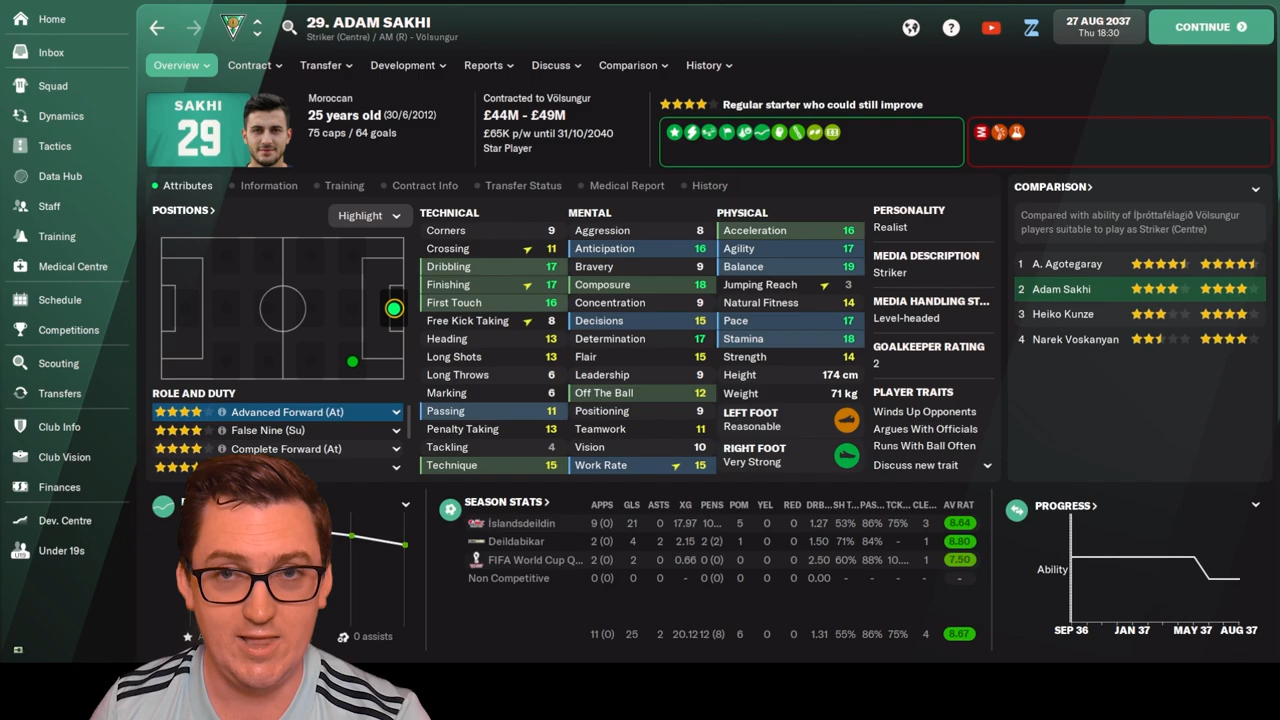 Home
Inbox
Squad
Dynamics
Tactics
Data Hub
Staff
Training
Medical Centre
Schedule
Competitions
Scouting
Transfers
Club Info
Club Vision
Finances
Dev. Centre
Under 19s
29. ADAM SAKHI
Striker (Centre) / AM (R) - Völsungur
27 AUG 2037
Thu 18:30
CONTINUE
Overview
Contract
Transfer
Development
Reports
Discuss
Comparison
History
SAKHI
29
Moroccan
25 years old (30/6/2012)
75 caps / 64 goals
Contracted to Völsungur
£44M - £49M
£65K p/w until 31/10/2040
Star Player
Regular starter who could still improve
Attributes
Information
Training
Contract Info
Transfer Status
Medical Report
History
POSITIONS>
Highlight
ROLE AND DUTY
Advanced Forward (At)
False Nine (Su)
Complete Forward (At)
TECHNICAL
Corners 9
Crossing 11
Dribbling 17
Finishing 17
First Touch 16
Free Kick Taking 8
Heading 13
Long Shots 13
Long Throws 6
Marking 6
Passing 11
Penalty Taking 13
Tackling 4
Technique 15
MENTAL
Aggression 8
Anticipation 16
Bravery 9
Composure 18
Concentration 9
Decisions 15
Determination 17
Flair 15
Leadership 9
Off The Ball 12
Positioning 9
Teamwork 11
Vision 10
Work Rate 15
PHYSICAL
Acceleration 16
Agility 17
Balance 19
Jumping Reach 3
Natural Fitness 14
Pace 17
Stamina 18
Strength 14
Height 174 cm
Weight 71 kg
LEFT FOOT
Reasonable
RIGHT FOOT
Very Strong
PERSONALITY
Realist
MEDIA DESCRIPTION
Striker
MEDIA HANDLING ST...
Level-headed
GOALKEEPER RATING
2
PLAYER TRAITS
Winds Up Opponents
Argues With Officials
Runs With Ball Often
Discuss new trait
COMPARISON>
Compared with ability of Íþróttafélagið Völsungur
players suitable to play as Striker (Centre)
1 A. Agotegaray
2 Adam Sakhi
3 Heiko Kunze
4 Narek Voskanyan
0 assists
SEASON STATS> APPS GLS ASTS XG PENS POM YEL RED DRB... SH T... PAS... TCK... CLE... AV RAT
Íslandsdeildin 9 (0) 21 0 17.97 10... 5 0 0 1.27 53% 86% 75% 3 8.64
Deildabikar 2 (0) 4 2 2.15 2 (2) 1 0 0 1.50 71% 84% - 1 8.80
FIFA World Cup Q... 2 (0) 2 0 0.66 0 (0) 0 0 0 2.50 60% 88% 10... 1 7.50
Non Competitive 0 (0) 0 0 - 0 (0) 0 0 0 0.00 - - - - -
11 (0) 25 2 20.12 12 (8) 6 0 0 1.31 55% 86% 75% 4 8.67
PROGRESS>
Ability
SEP 36 JAN 37 MAY 37 AUG 37